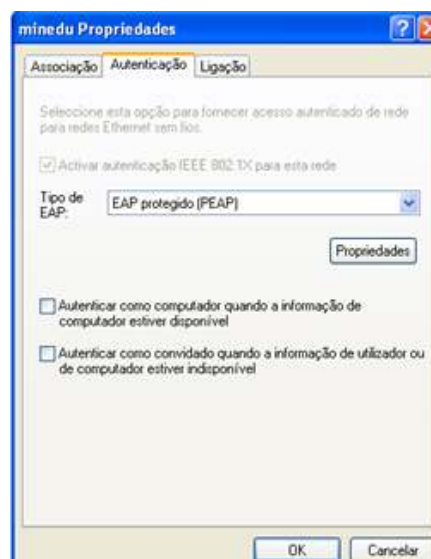 minedu Propriedades
Associação Autenticação Ligação
Seleccione esta opção para fornecer acesso autenticado de rede
para redes Ethernet sem fios.
Activar autenticação IEEE 802.1X para esta rede
Tipo de
EAP:
EAP protegido (PEAP)
Propriedades
Autenticar como computador quando a informação de
computador estiver disponível
Autenticar como convidado quando a informação de utilizador ou
de computador estiver indisponível
OK Cancelar